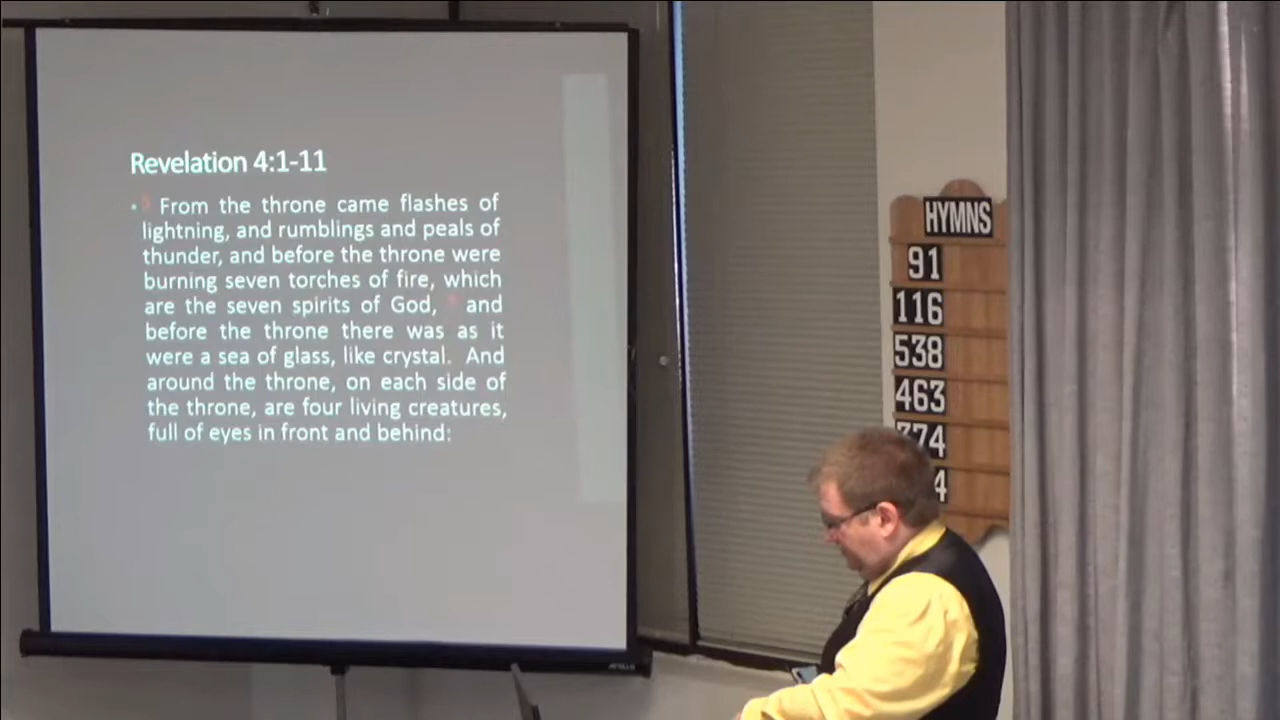 Revelation 4:1-11
• 5 From the throne came flashes of
lightning, and rumblings and peals of
thunder, and before the throne were
burning seven torches of fire, which
are the seven spirits of God, and
before the throne there was as it
were a sea of glass, like crystal. And
around the throne, on each side of
the throne, are four living creatures,
full of eyes in front and behind:
HYMNS
91
116
538
463
374
4